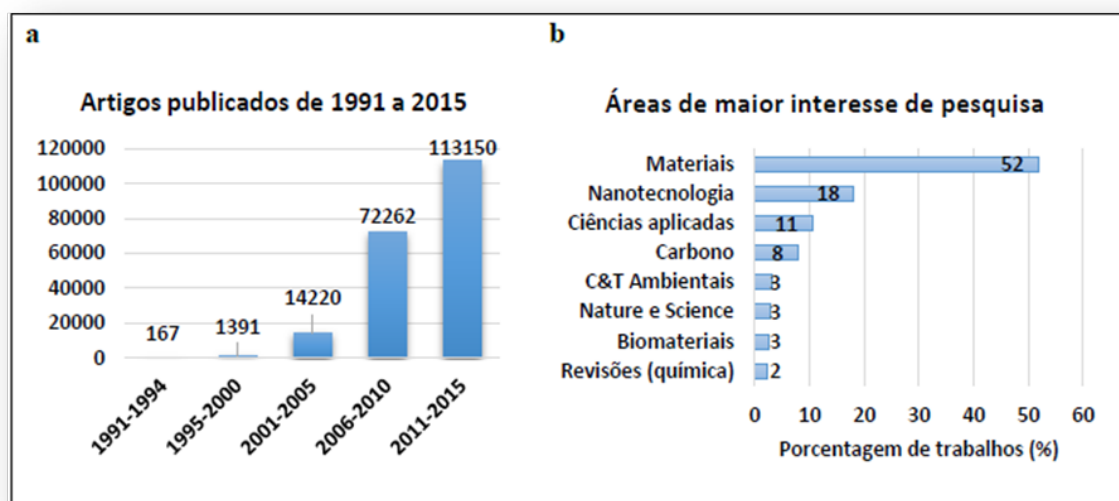 a
Artigos publicados de 1991 a 2015
120000
100000
80000
60000
40000
20000
0
167
1391
14220
72262
113150
1991-1994
1995-2000
2001-2005
2006-2010
2011-2015
b
Áreas de maior interesse de pesquisa
Materiais 52
Nanotecnologia 18
Ciências aplicadas 11
Carbono 8
C&T Ambientais 3
Nature e Science 3
Biomateriais 3
Revisões (química) 2
0 10 20 30 40 50 60
Porcentagem de trabalhos (%)